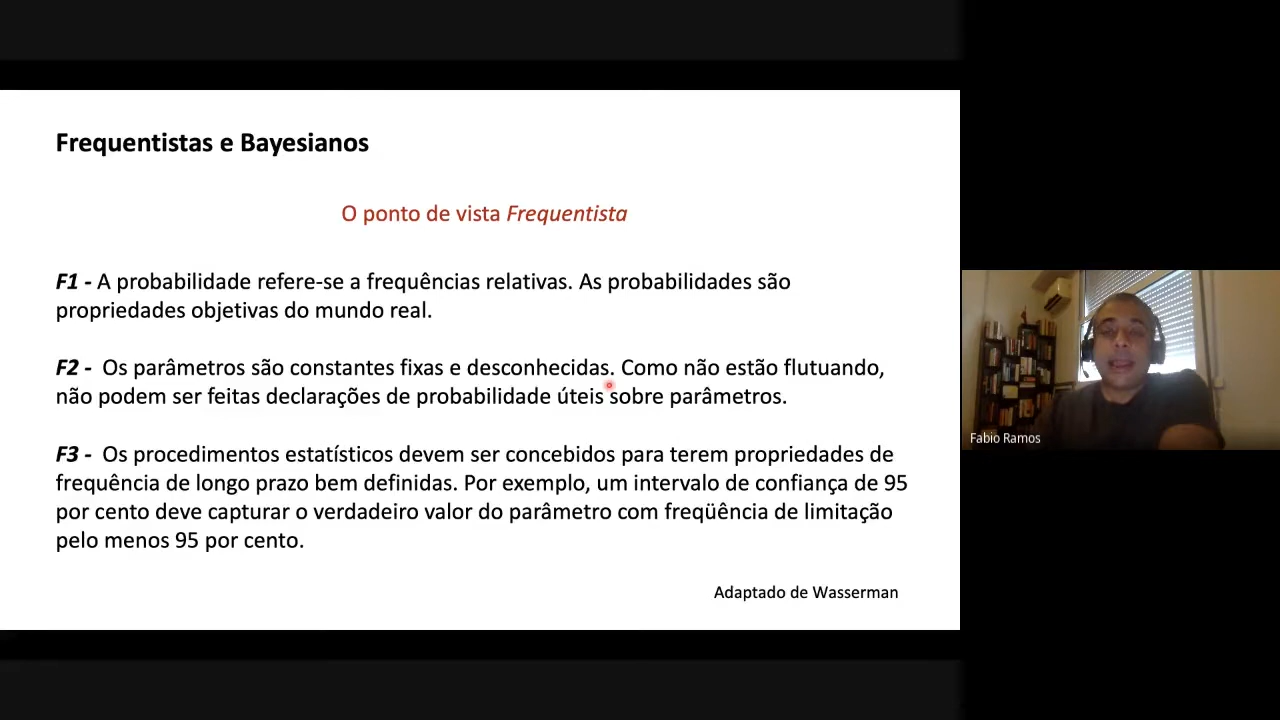 Frequentistas e Bayesianos
O ponto de vista Frequentista
F1 - A probabilidade refere-se a frequências relativas. As probabilidades são
propriedades objetivas do mundo real.
F2 - Os parâmetros são constantes fixas e desconhecidas. Como não estão flutuando,
não podem ser feitas declarações de probabilidade úteis sobre parâmetros.
F3 - Os procedimentos estatísticos devem ser concebidos para terem propriedades de
frequência de longo prazo bem definidas. Por exemplo, um intervalo de confiança de 95
por cento deve capturar o verdadeiro valor do parâmetro com freqüência de limitação
pelo menos 95 por cento.
Adaptado de Wasserman
Fabio Ramos